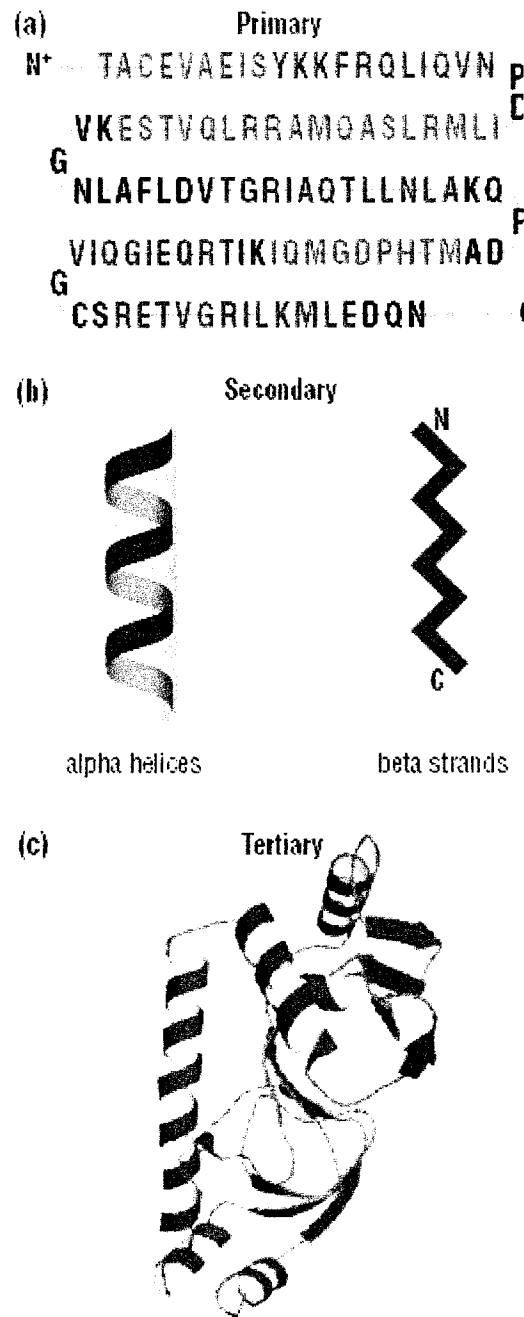 (a) Primary
N⁺ TACEVAEISYKKFRQLIQVN
P
D
VKESTVQLRRAMQASLRMLI
G
NLAFLDVTGRIAQTLLNLAKQ
P
VIQGIEQRTIKIQMGDPHTMAD
G
CSRETVGRILKMLEDQN
(b) Secondary
N
C
alpha helices beta strands
(c) Tertiary